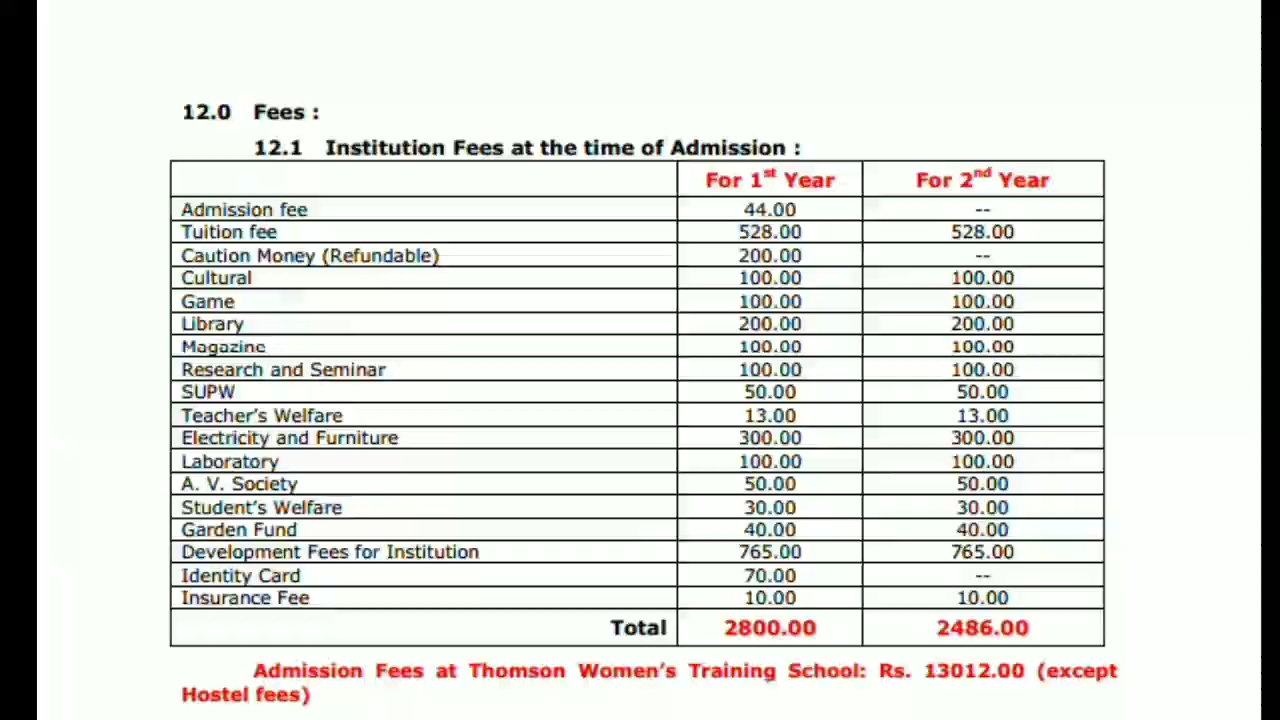 12.0 Fees :
12.1 Institution Fees at the time of Admission :
For 1st Year For 2nd Year
Admission fee 44.00 --
Tuition fee 528.00 528.00
Caution Money (Refundable) 200.00 --
Cultural 100.00 100.00
Game 100.00 100.00
Library 200.00 200.00
Magazine 100.00 100.00
Research and Seminar 100.00 100.00
SUPW 50.00 50.00
Teacher's Welfare 13.00 13.00
Electricity and Furniture 300.00 300.00
Laboratory 100.00 100.00
A. V. Society 50.00 50.00
Student's Welfare 30.00 30.00
Garden Fund 40.00 40.00
Development Fees for Institution 765.00 765.00
Identity Card 70.00 --
Insurance Fee 10.00 10.00
Total 2800.00 2486.00
Admission Fees at Thomson Women's Training School: Rs. 13012.00 (except
Hostel fees)